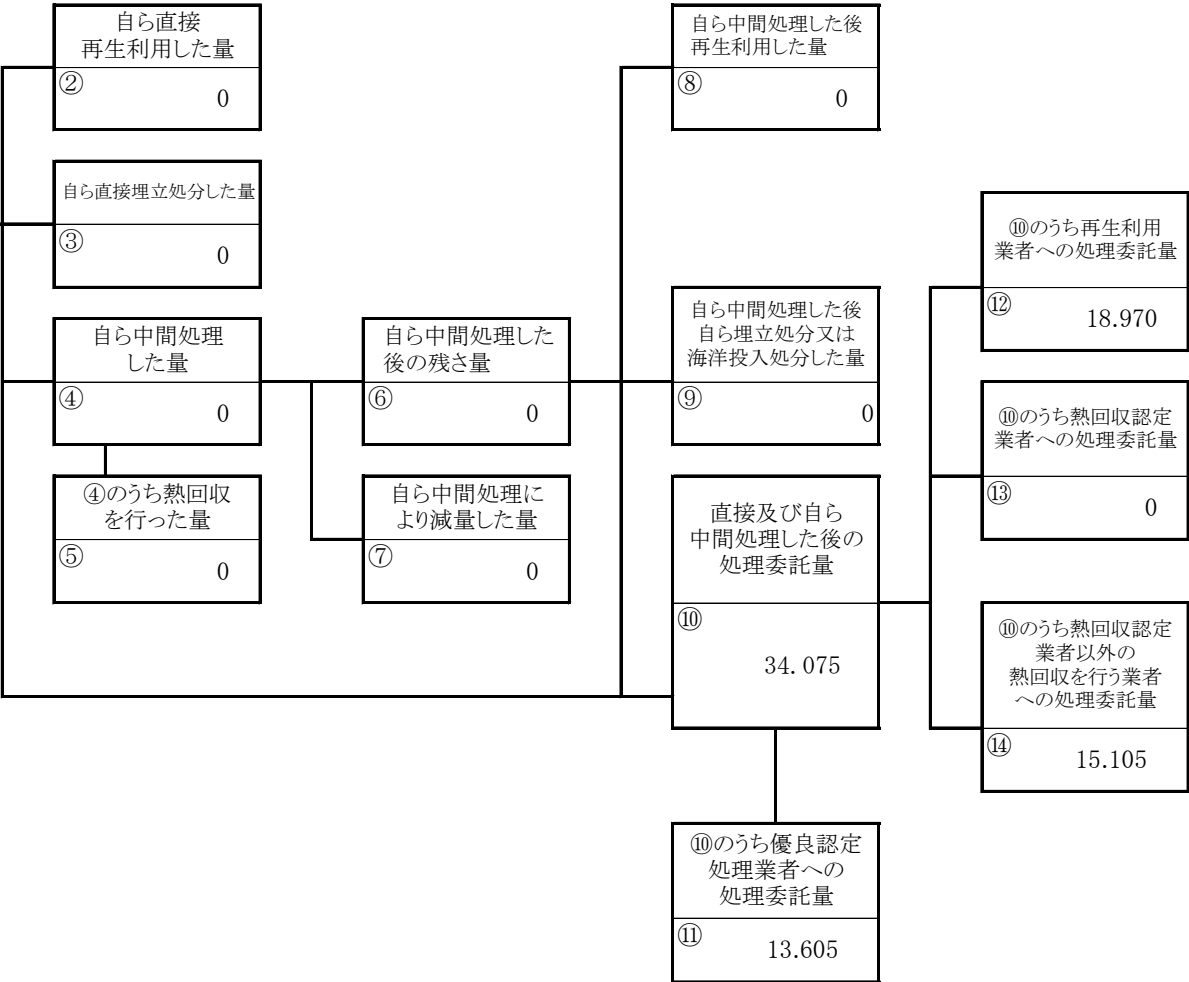 自ら直接
再生利用した量
②
0
自ら直接埋立処分した量
③
0
自ら中間処理
した量
④
0
④のうち熱回収
を行った量
⑤
0
自ら中間処理した
後の残さ量
⑥
0
自ら中間処理に
より減量した量
⑦
0
自ら中間処理した後
再生利用した量
⑧
0
自ら中間処理した後
自ら埋立処分又は
海洋投入処分した量
⑨
0
直接及び自ら
中間処理した後の
処理委託量
⑩
34.075
⑩のうち優良認定
処理業者への
処理委託量
⑪
13.605
⑩のうち再生利用
業者への処理委託量
⑫
18.970
⑩のうち熱回収認定
業者への処理委託量
⑬
0
⑩のうち熱回収認定
業者以外の
熱回収を行う業者
への処理委託量
⑭
15.105